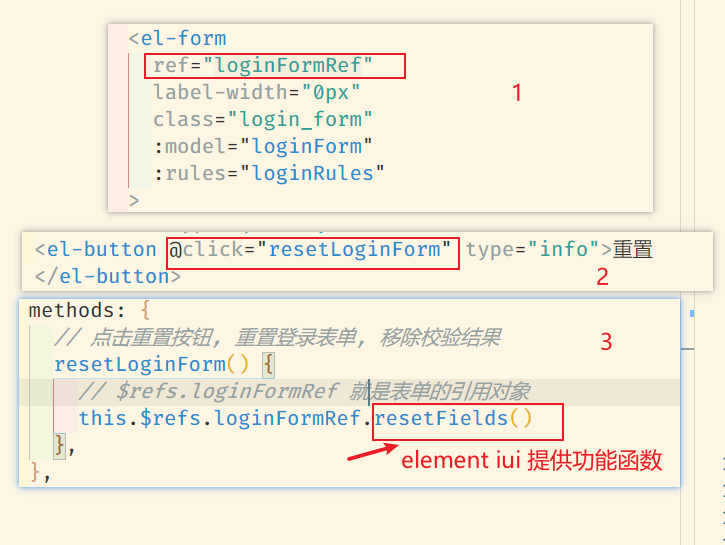 <el-form
ref="loginFormRef"
label-width="0px"
class="login_form"
:model="loginForm"
:rules="loginRules"
>
1
<el-button @click="resetLoginForm" type="info">重置
</el-button>
2
methods: {
// 点击重置按钮, 重置登录表单, 移除校验结果
3
resetLoginForm() {
// $refs.loginFormRef 就是表单的引用对象
this.$refs.loginFormRef.resetFields()
},
element iui 提供功能函数
},